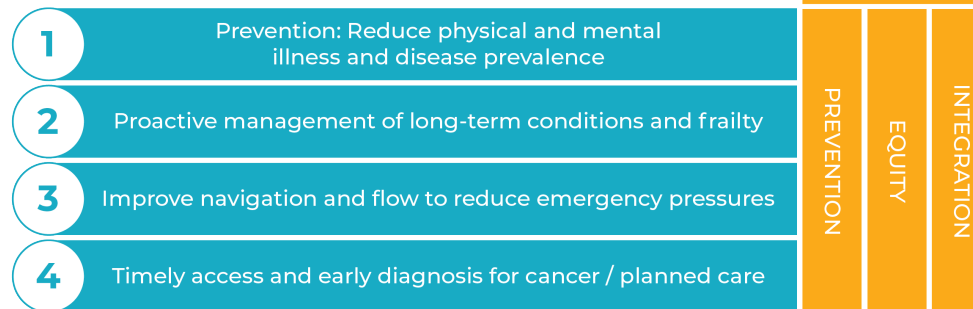 1
Prevention: Reduce physical and mental
illness and disease prevalence
2
Proactive management of long-term conditions and frailty
3
Improve navigation and flow to reduce emergency pressures
4
Timely access and early diagnosis for cancer / planned care
PREVENTION
EQUITY
INTEGRATION